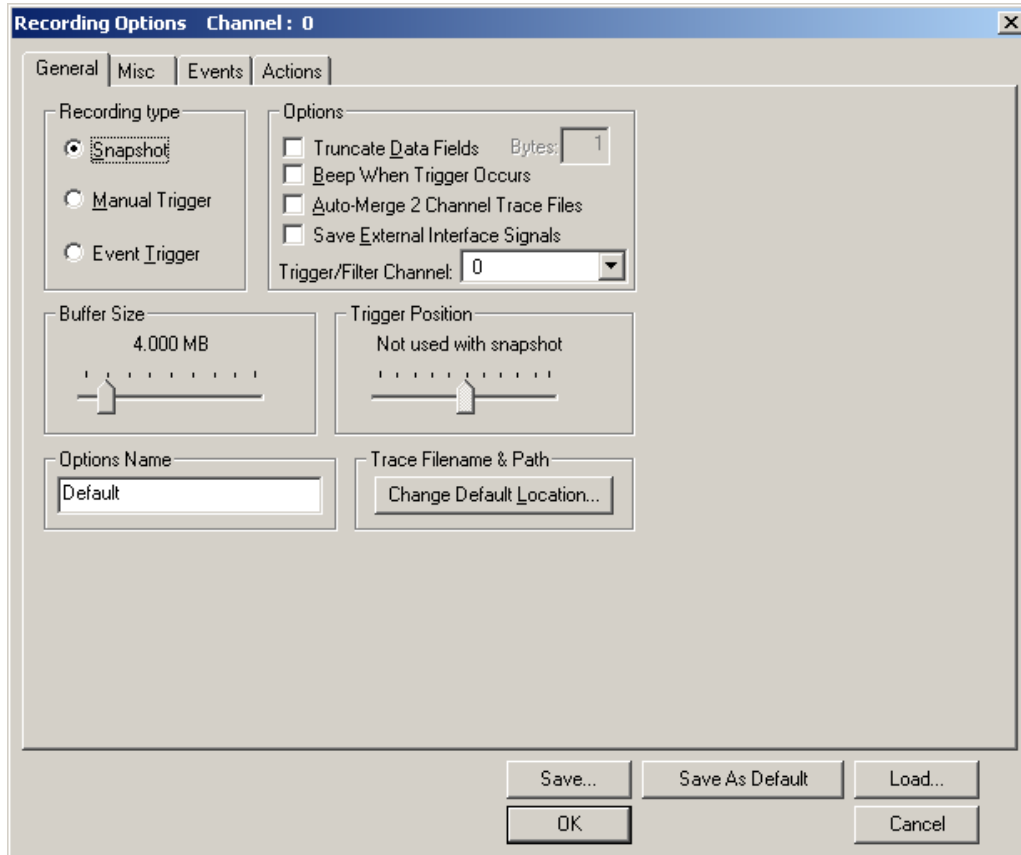 Recording Options Channel : 0
General Misc Events Actions
Recording type
Snapshot
Manual Trigger
Event Trigger
Options
Truncate Data Fields Bytes: 1
Beep When Trigger Occurs
Auto-Merge 2 Channel Trace Files
Save External Interface Signals
Trigger/Filter Channel: 0
Buffer Size
4.000 MB
Trigger Position
Not used with snapshot
Options Name
Default
Trace Filename & Path
Change Default Location...
Save... Save As Default Load...
OK Cancel